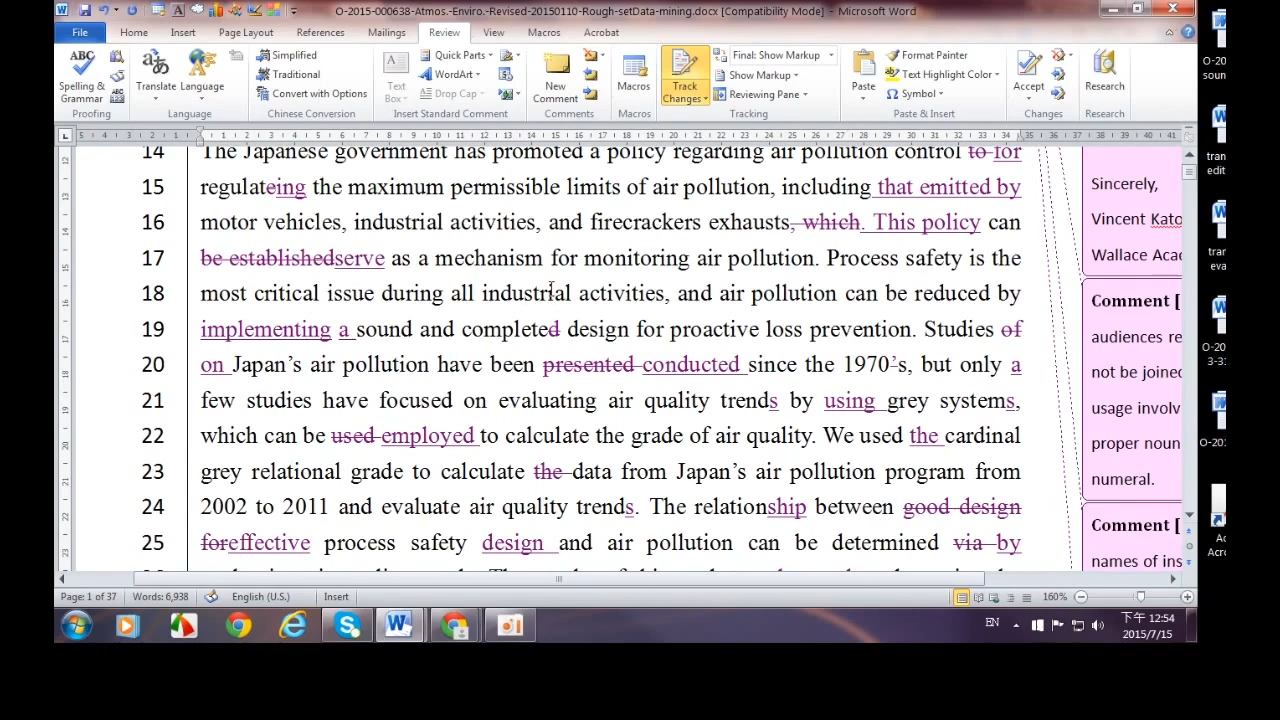 O-2015-000638-Atmos.-Enviro.-Revised-20150110-Rough-setData-mining.docx [Compatibility Mode] - Microsoft Word
File Home Insert Page Layout References Mailings Review View Macros Acrobat
ABC Spelling & Grammar
Proofing
Translate Language
Language
Simplified
Traditional
Convert with Options
Chinese Conversion
Text Box
Quick Parts
WordArt
Drop Cap
Insert Standard Comment
New Comment
Comments
Macros
Macros
Track Changes
Final: Show Markup
Show Markup
Reviewing Pane
Tracking
Paste
Format Painter
Text Highlight Color
Symbol
Paste & Insert
Accept
Changes
Research
Research
14 The Japanese government has promoted a policy regarding air pollution control to for
15 regulateing the maximum permissible limits of air pollution, including that emitted by
16 motor vehicles, industrial activities, and firecrackers exhausts, which. This policy can
17 be establishedserve as a mechanism for monitoring air pollution. Process safety is the
18 most critical issue during all industrial activities, and air pollution can be reduced by
19 implementing a sound and completed design for proactive loss prevention. Studies of
20 on Japan's air pollution have been presented conducted since the 1970's, but only a
21 few studies have focused on evaluating air quality trends by using grey systems,
22 which can be used employed to calculate the grade of air quality. We used the cardinal
23 grey relational grade to calculate the data from Japan's air pollution program from
24 2002 to 2011 and evaluate air quality trends. The relationship between good design
25 foreffective process safety design and air pollution can be determined via by
Sincerely,
Vincent Kato
Wallace Acad
Comment [
audiences re
not be joined
usage involv
proper noun
numeral.
Comment [
names of ins
Page: 1 of 37 Words: 6,938 English (U.S.) Insert 160%
EN 下午 12:54
2015/7/15